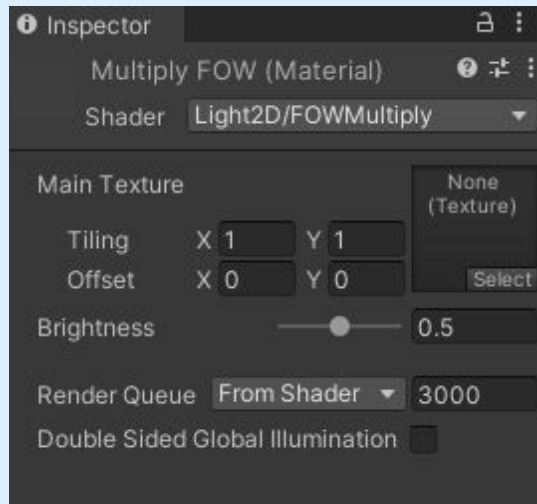 Inspector
Multiply FOW (Material)
Shader Light2D/FOWMultiply
Main Texture
None
(Texture)
Tiling X 1 Y 1
Offset X 0 Y 0
Select
Brightness 0.5
Render Queue From Shader 3000
Double Sided Global Illumination